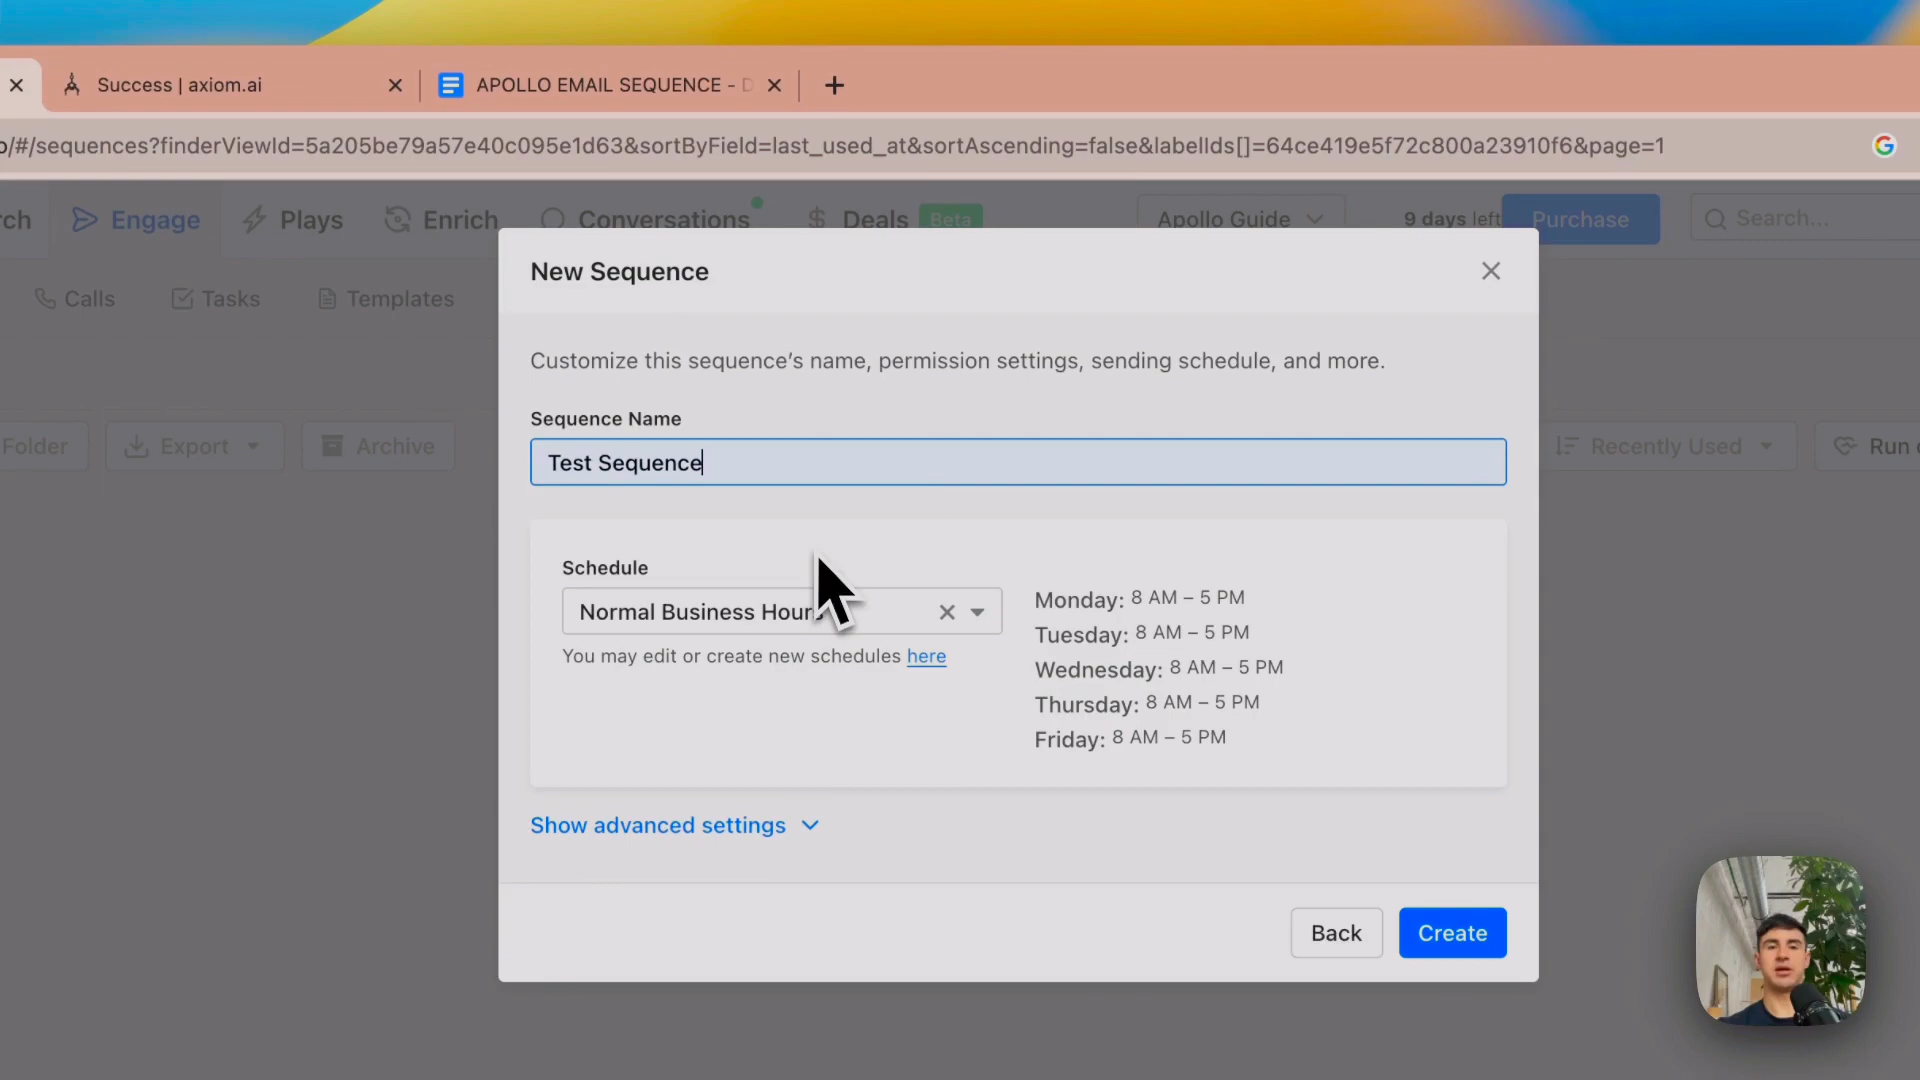 Success | axiom.ai
APOLLO EMAIL SEQUENCE -
/#/sequences?finderViewId=5a205be79a57e40c095e1d63&sortByField=last_used_at&sortAscending=false&labelIds[]=64ce419e5f72c800a23910f6&page=1
rch Engage Plays Enrich Conversations $ Deals Beta Apollo Guide 9 days left Purchase Search...
Calls Tasks Templates
New Sequence
Customize this sequence’s name, permission settings, sending schedule, and more.
Sequence Name
Folder Export Archive Recently Used Run
Test Sequence
Schedule
Normal Business Hours
You may edit or create new schedules here
Monday: 8 AM – 5 PM
Tuesday: 8 AM – 5 PM
Wednesday: 8 AM – 5 PM
Thursday: 8 AM – 5 PM
Friday: 8 AM – 5 PM
Show advanced settings
Back Create